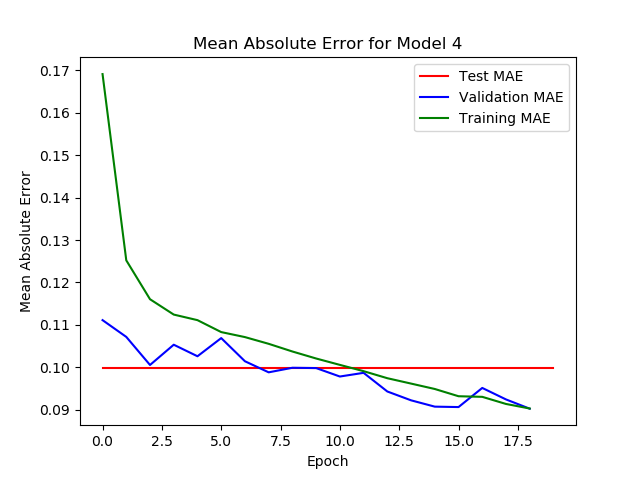 Mean Absolute Error for Model 4
Test MAE
Validation MAE
Training MAE
0.17
0.16
0.15
0.14
0.13
0.12
0.11
0.10
0.09
Mean Absolute Error
0.0 2.5 5.0 7.5 10.0 12.5 15.0 17.5
Epoch